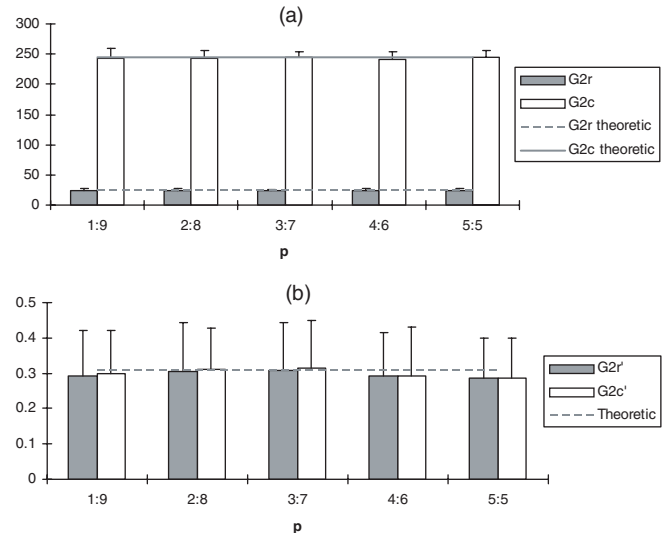 (a)
300
250
200
150
100
50
0
1:9 2:8 3:7 4:6 5:5
p
G2r
G2c
G2r theoretic
G2c theoretic
(b)
0.5
0.4
0.3
0.2
0.1
0
1:9 2:8 3:7 4:6 5:5
p
G2r'
G2c'
Theoretic